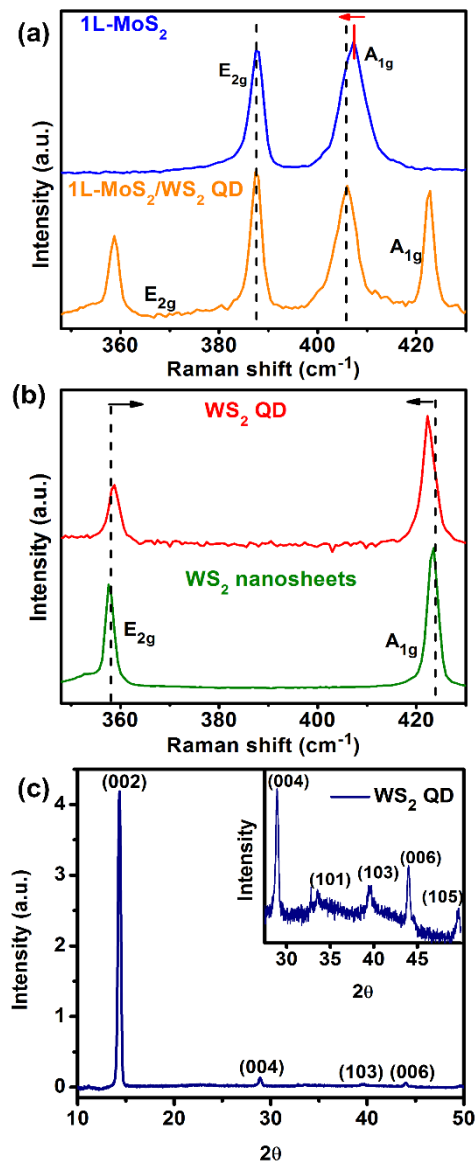 (a)
1L-MoS₂
E₂g
A₁g
1L-MoS₂/WS₂ QD
E₂g
A₁g
Intensity (a.u.)
360 380 400 420
Raman shift (cm⁻¹)
(b)
WS₂ QD
WS₂ nanosheets
E₂g
A₁g
Intensity (a.u.)
360 380 400 420
Raman shift (cm⁻¹)
(c)
(002)
(004)
(103)
(006)
Intensity (a.u.)
4
3
2
1
0
10 20 30 40 50
2θ
(004)
WS₂ QD
(101)
(103)
(006)
(105)
Intensity
30 35 40 45
2θ